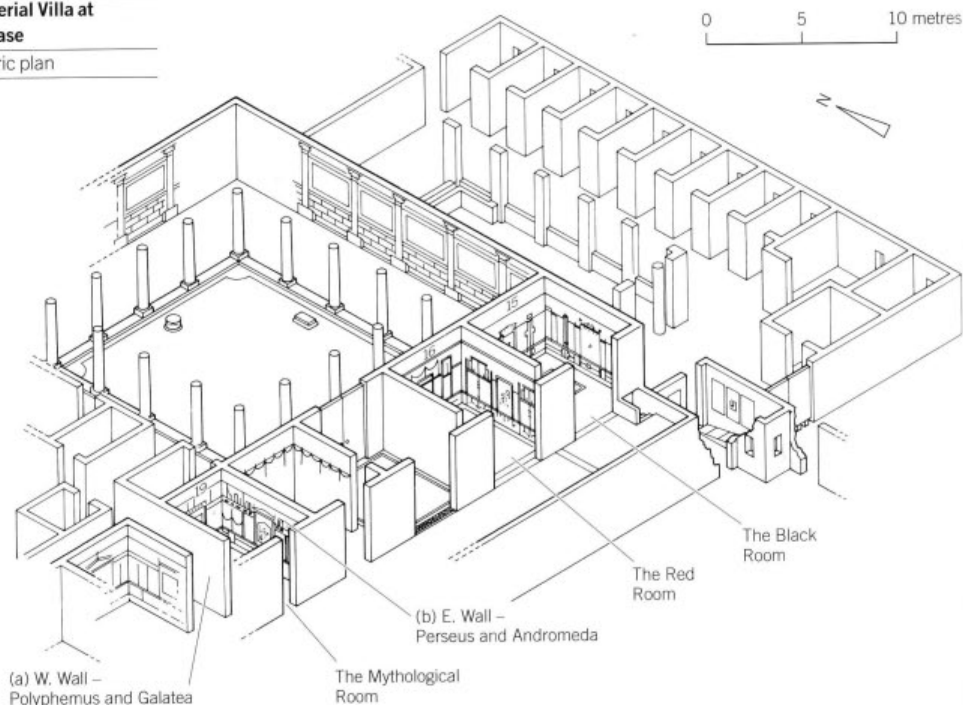 erial Villa at
ase
ric plan
0 5 10 metres
N
15
16
19
The Black
Room
The Red
Room
(b) E. Wall –
Perseus and Andromeda
The Mythological
Room
(a) W. Wall –
Polyphemus and Galatea